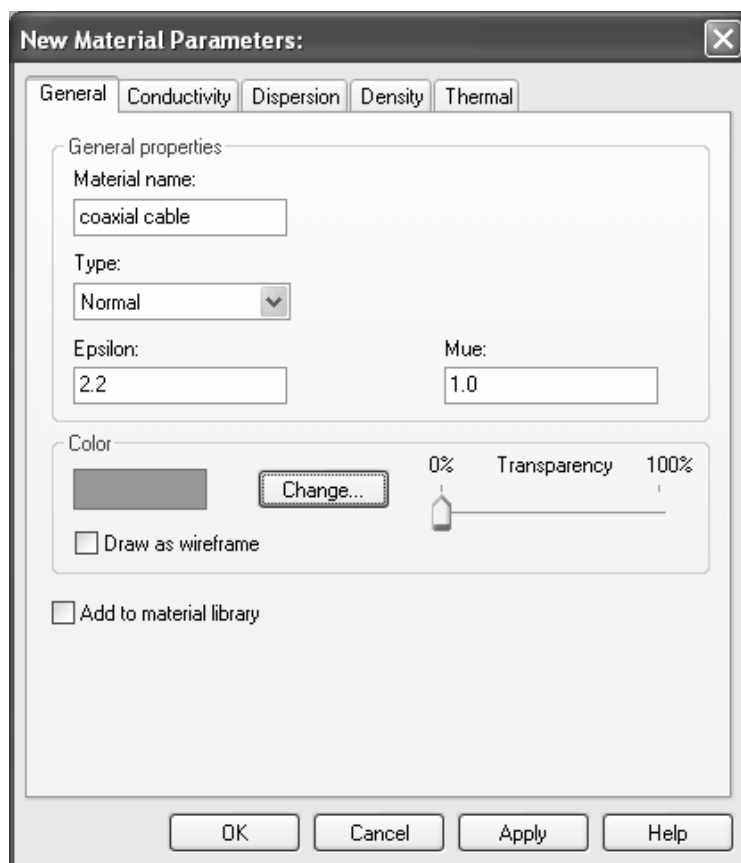 New Material Parameters:
General Conductivity Dispersion Density Thermal
General properties
Material name:
coaxial cable
Type:
Normal
Epsilon: Mue:
2.2 1.0
Color
0% Transparency 100%
Change...
Draw as wireframe
Add to material library
OK Cancel Apply Help